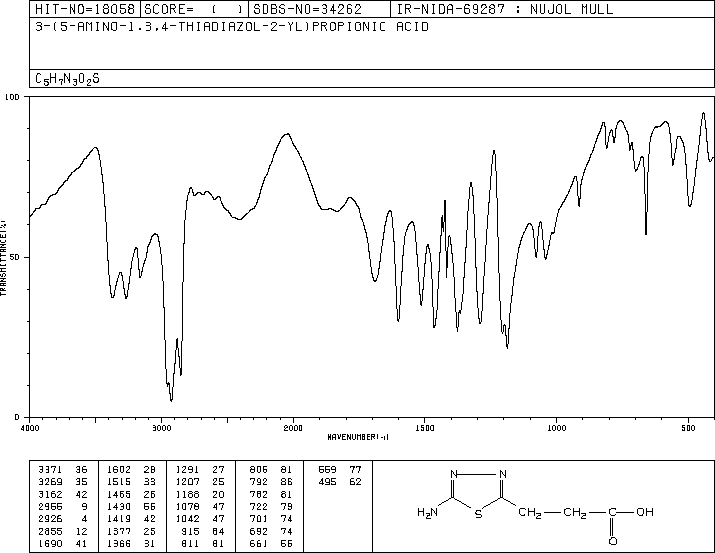 HIT-NO=18058 SCORE= ( ) SDBS-NO=34262 IR-NIDA-69287 : NUJOL MULL
3-(5-AMINO-1,3,4-THIADIAZOL-2-YL)PROPIONIC ACID
C5H7N3O2S
100
50
0
TRANSMITTANCE(%)
4000 3000 2000 1500 1000 500
WAVENUMBER(-1)
3371 36 1602 28 1291 27 806 81 559 77
3269 35 1515 33 1207 25 792 86 495 62
3162 42 1465 26 1188 20 782 81
2955 9 1430 66 1078 47 722 79
2926 4 1419 42 1042 47 701 74
2855 12 1377 25 915 84 692 74
1690 41 1366 31 811 81 661 55
N N
H2N S CH2 CH2 C OH
O